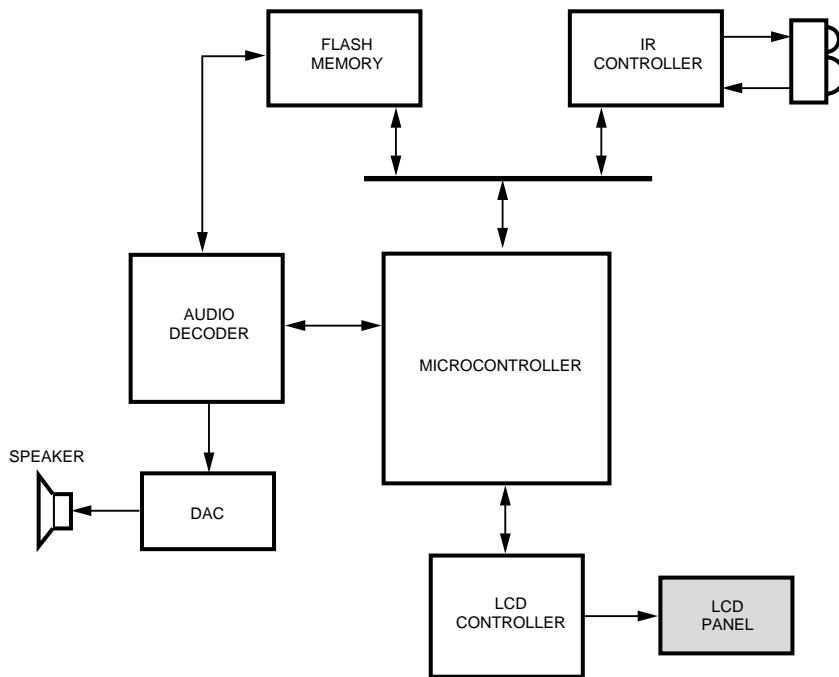 FLASH
MEMORY
IR
CONTROLLER
AUDIO
DECODER
MICROCONTROLLER
SPEAKER
DAC
LCD
CONTROLLER
LCD
PANEL